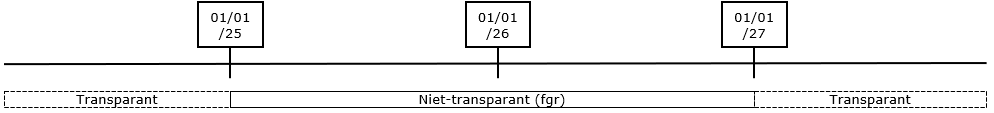 01/01
/25
01/01
/26
01/01
/27
Transparant
Niet-transparant (fgr)
Transparant